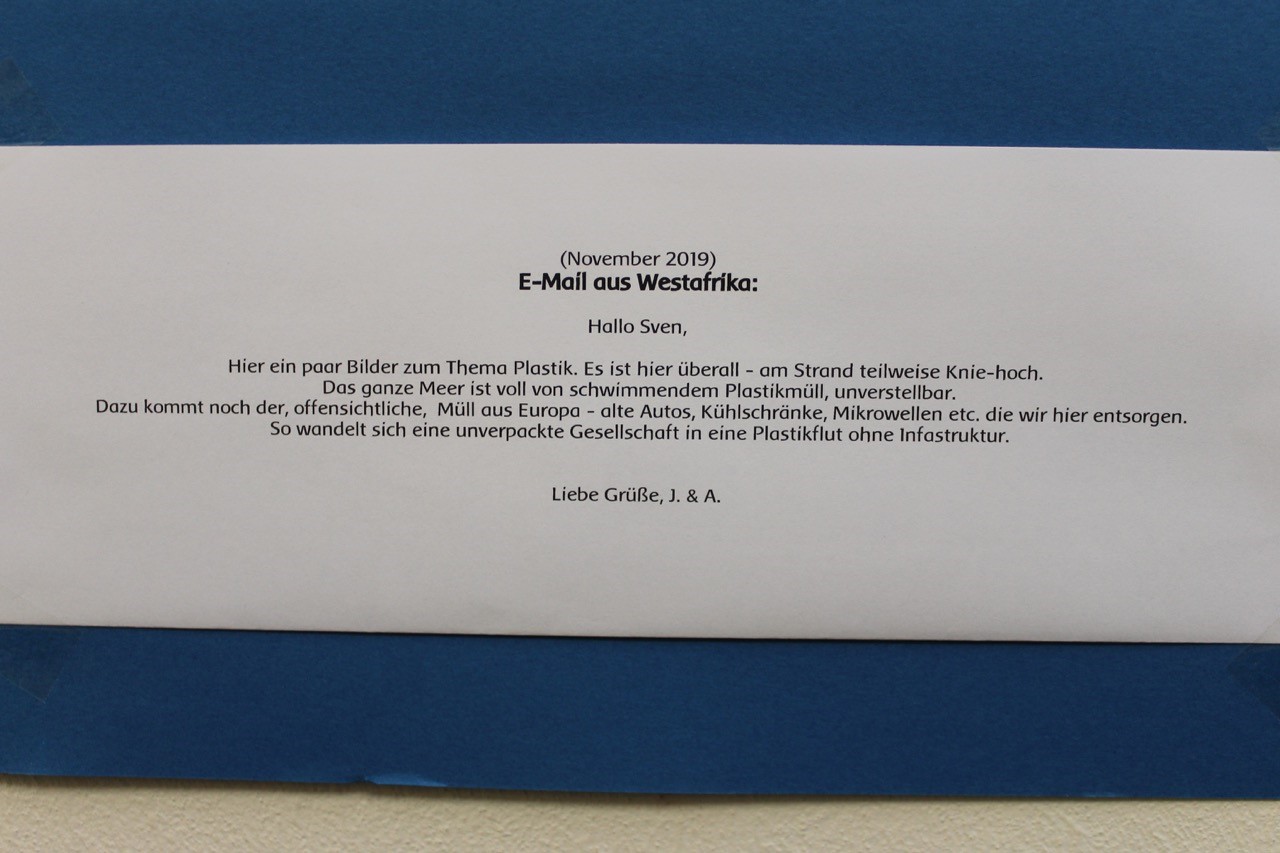 (November 2019)
E-Mail aus Westafrika:
Hallo Sven,
Hier ein paar Bilder zum Thema Plastik. Es ist hier überall - am Strand teilweise Knie-hoch.
Das ganze Meer ist voll von schwimmendem Plastikmüll, unverstellbar.
Dazu kommt noch der, offensichtliche, Müll aus Europa - alte Autos, Kühlschränke, Mikrowellen etc. die wir hier entsorgen.
So wandelt sich eine unverpackte Gesellschaft in eine Plastikflut ohne Infastruktur.
Liebe Grüße, J. & A.